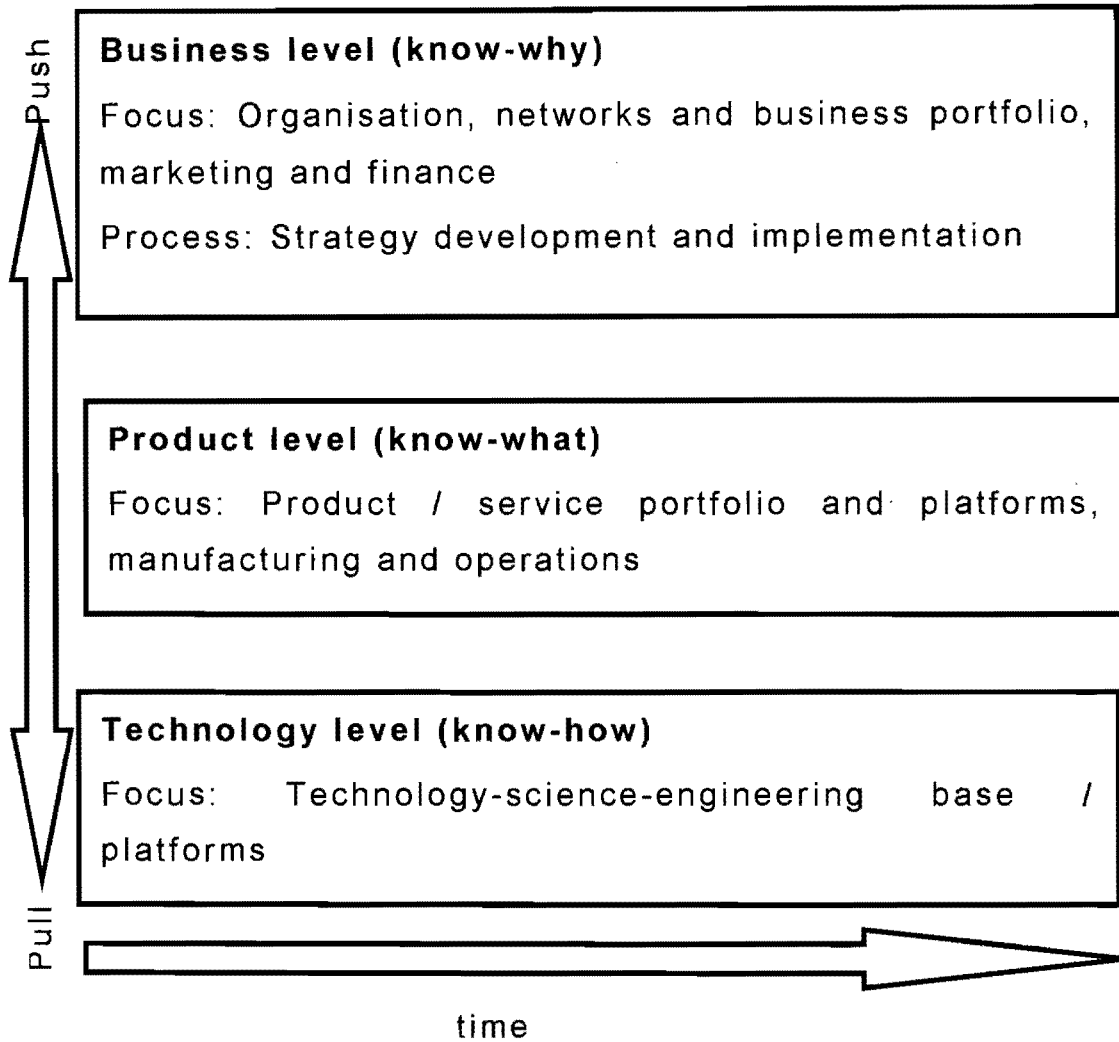 Push
Business level (know-why)
Focus: Organisation, networks and business portfolio,
marketing and finance
Process: Strategy development and implementation
Product level (know-what)
Focus: Product / service portfolio and platforms,
manufacturing and operations
Technology level (know-how)
Focus: Technology-science-engineering base /
platforms
Pull
time